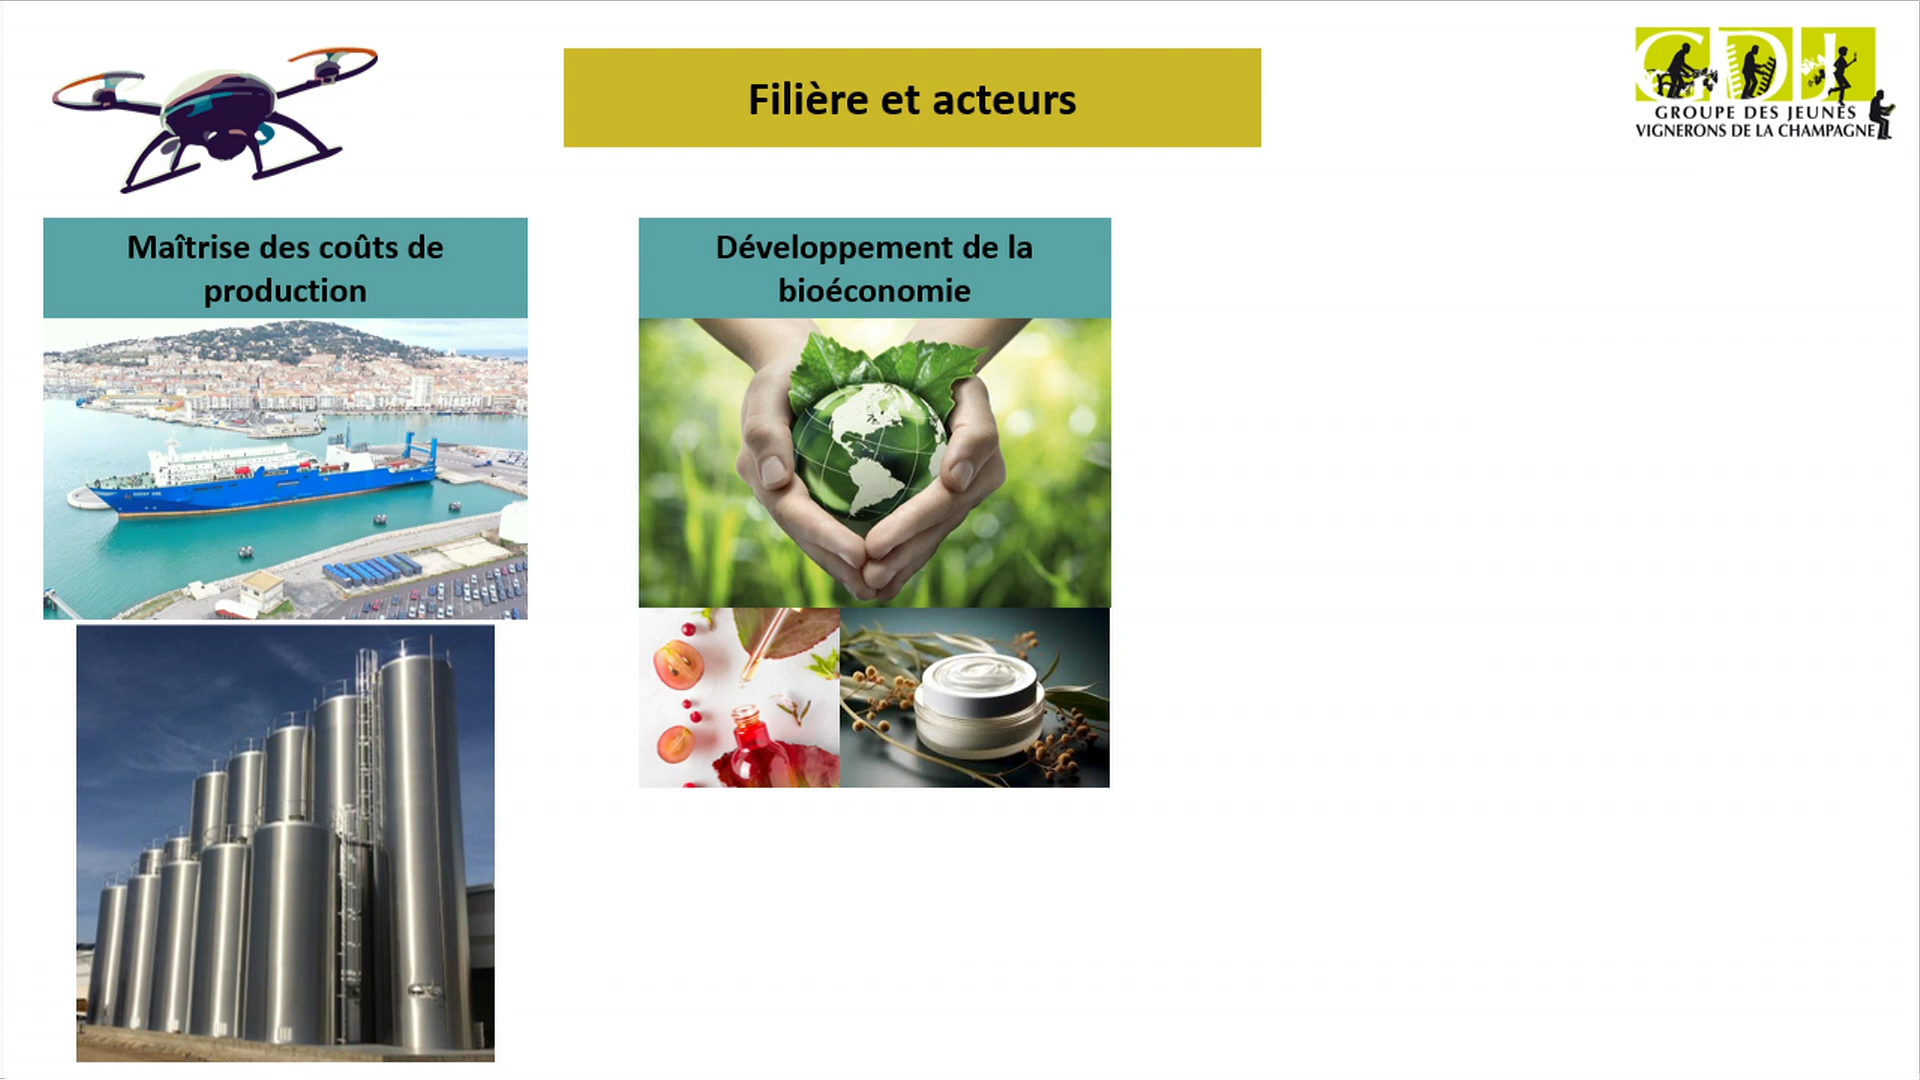 Filière et acteurs
GDJ
GROUPE DES JEUNES
VIGNERONS DE LA CHAMPAGNE
Maîtrise des coûts de
production
Développement de la
bioéconomie